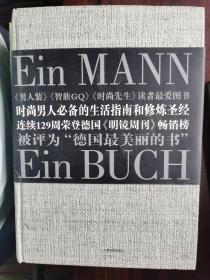 Ein MANN
《男人装》《智族GQ》《时尚先生》读者最爱图书
时尚男人必备的生活指南和修炼圣经
连续129周荣登德国《明镜周刊》畅销榜
被评为“德国最美丽的书”
Ein BUCH